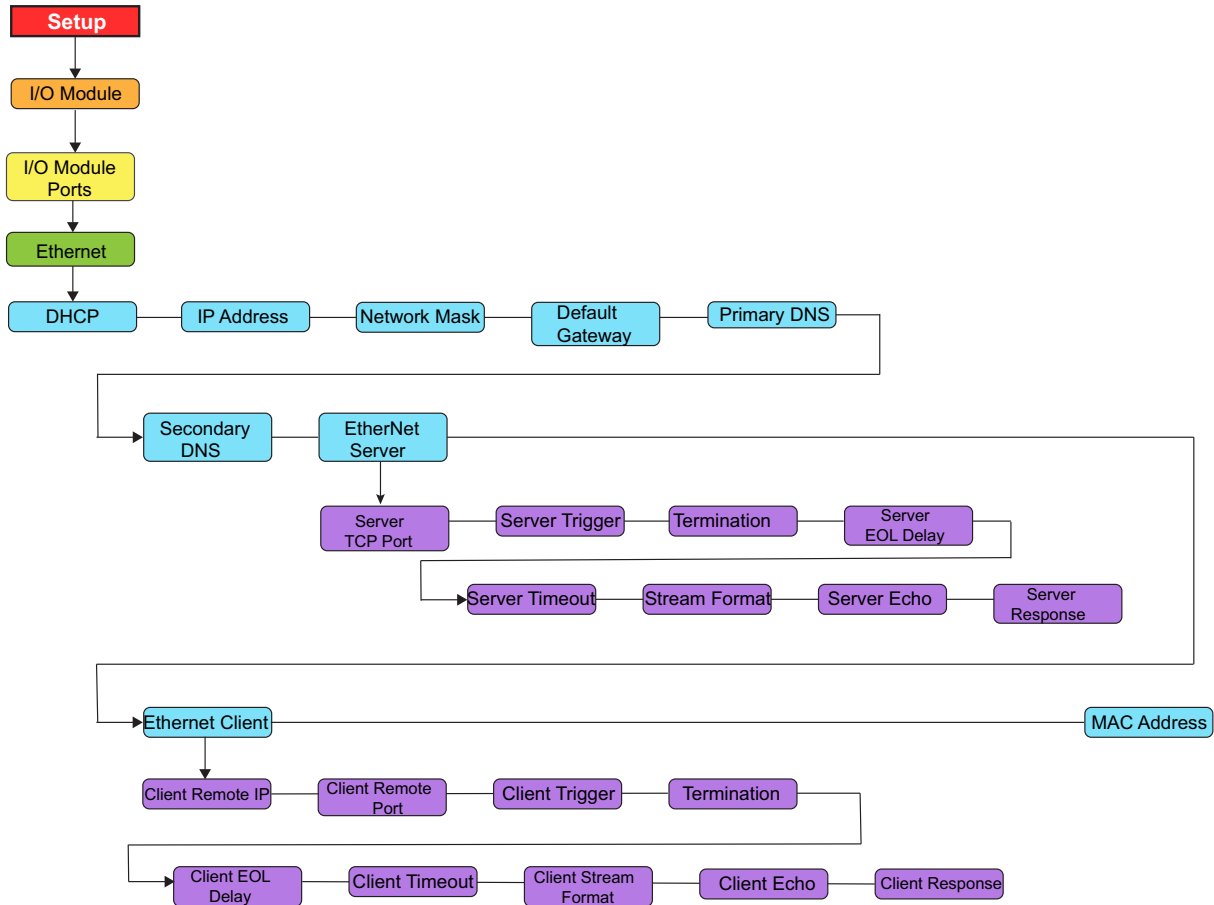 Setup
I/O Module
I/O Module
Ports
Ethernet
DHCP
IP Address
Network Mask
Default
Gateway
Primary DNS
Secondary
DNS
EtherNet
Server
Server
TCP Port
Server Trigger
Termination
Server
EOL Delay
Server Timeout
Stream Format
Server Echo
Server
Response
Ethernet Client
MAC Address
Client Remote IP
Client Remote
Port
Client Trigger
Termination
Client EOL
Delay
Client Timeout
Client Stream
Format
Client Echo
Client Response